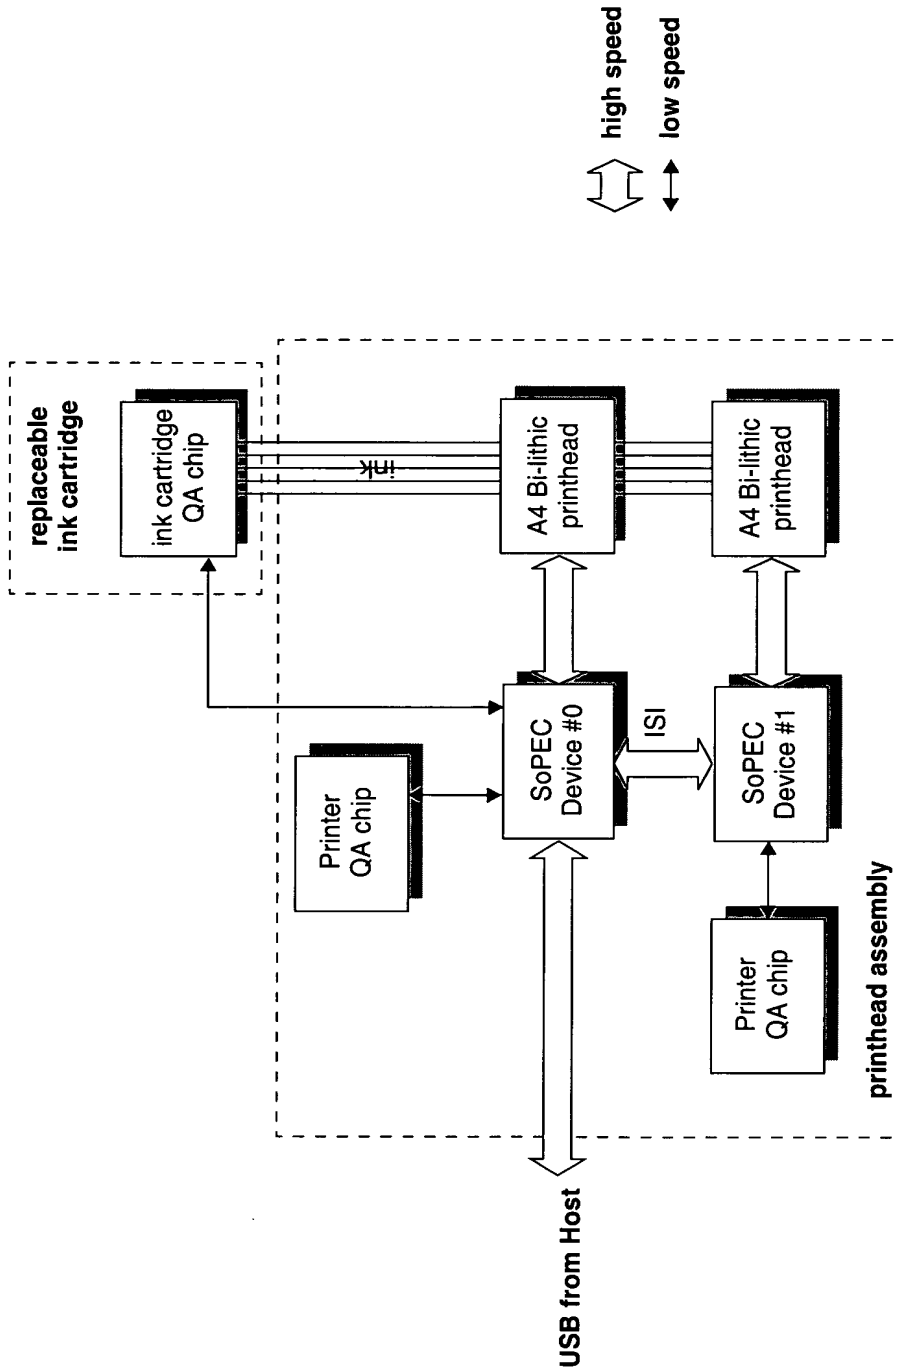 replaceable
ink cartridge
ink cartridge
QA chip
ink
Printer
QA chip
SoPEC
Device #0
A4 Bi-lithic
printhead
USB from Host
ISI
Printer
QA chip
SoPEC
Device #1
A4 Bi-lithic
printhead
printhead assembly
high speed
low speed